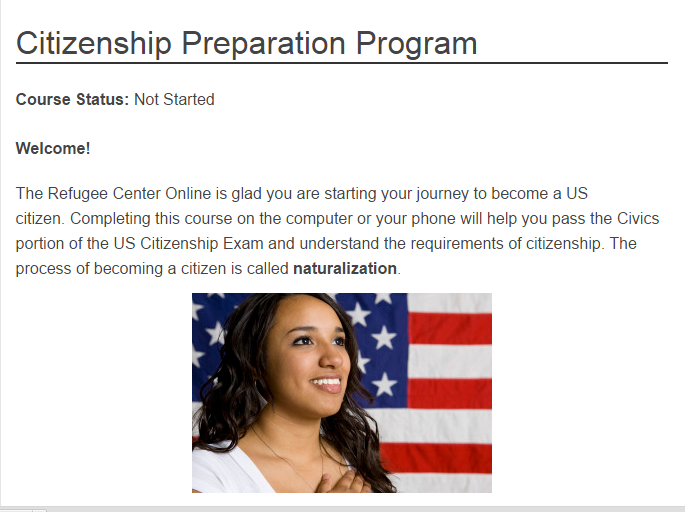 Citizenship Preparation Program
Course Status: Not Started
Welcome!
The Refugee Center Online is glad you are starting your journey to become a US
citizen. Completing this course on the computer or your phone will help you pass the Civics
portion of the US Citizenship Exam and understand the requirements of citizenship. The
process of becoming a citizen is called naturalization.